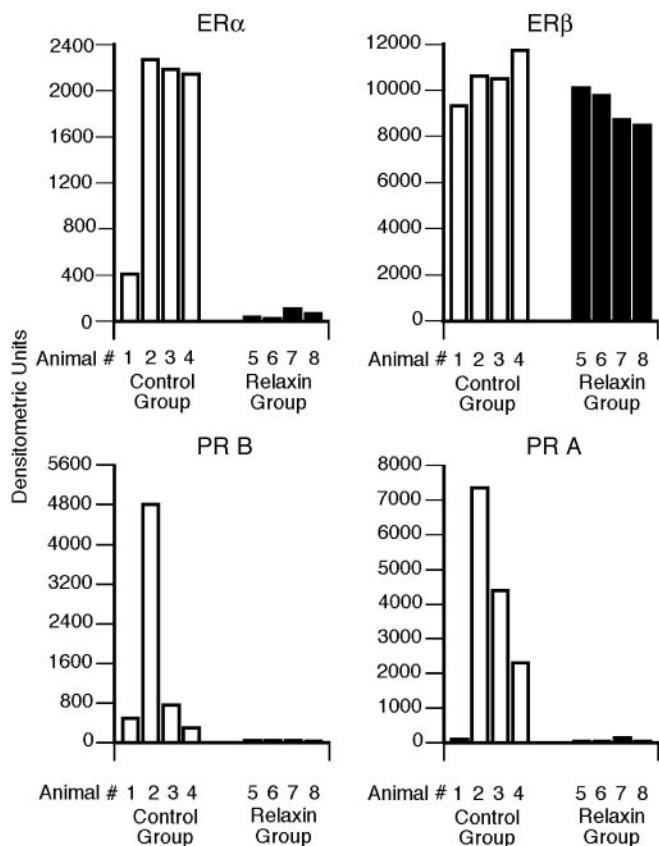 ERα
2400
2000
1600
1200
800
400
0
Animal # 1 2 3 4 5 6 7 8
Control Group
Relaxin Group
ERβ
12000
10000
8000
6000
4000
2000
0
1 2 3 4 5 6 7 8
Control Group
Relaxin Group
Densitometric Units
PR B
5600
4800
4000
3200
2400
1600
800
0
Animal # 1 2 3 4 5 6 7 8
Control Group
Relaxin Group
PR A
8000
7000
6000
5000
4000
3000
2000
1000
0
Animal # 1 2 3 4 5 6 7 8
Control Group
Relaxin Group